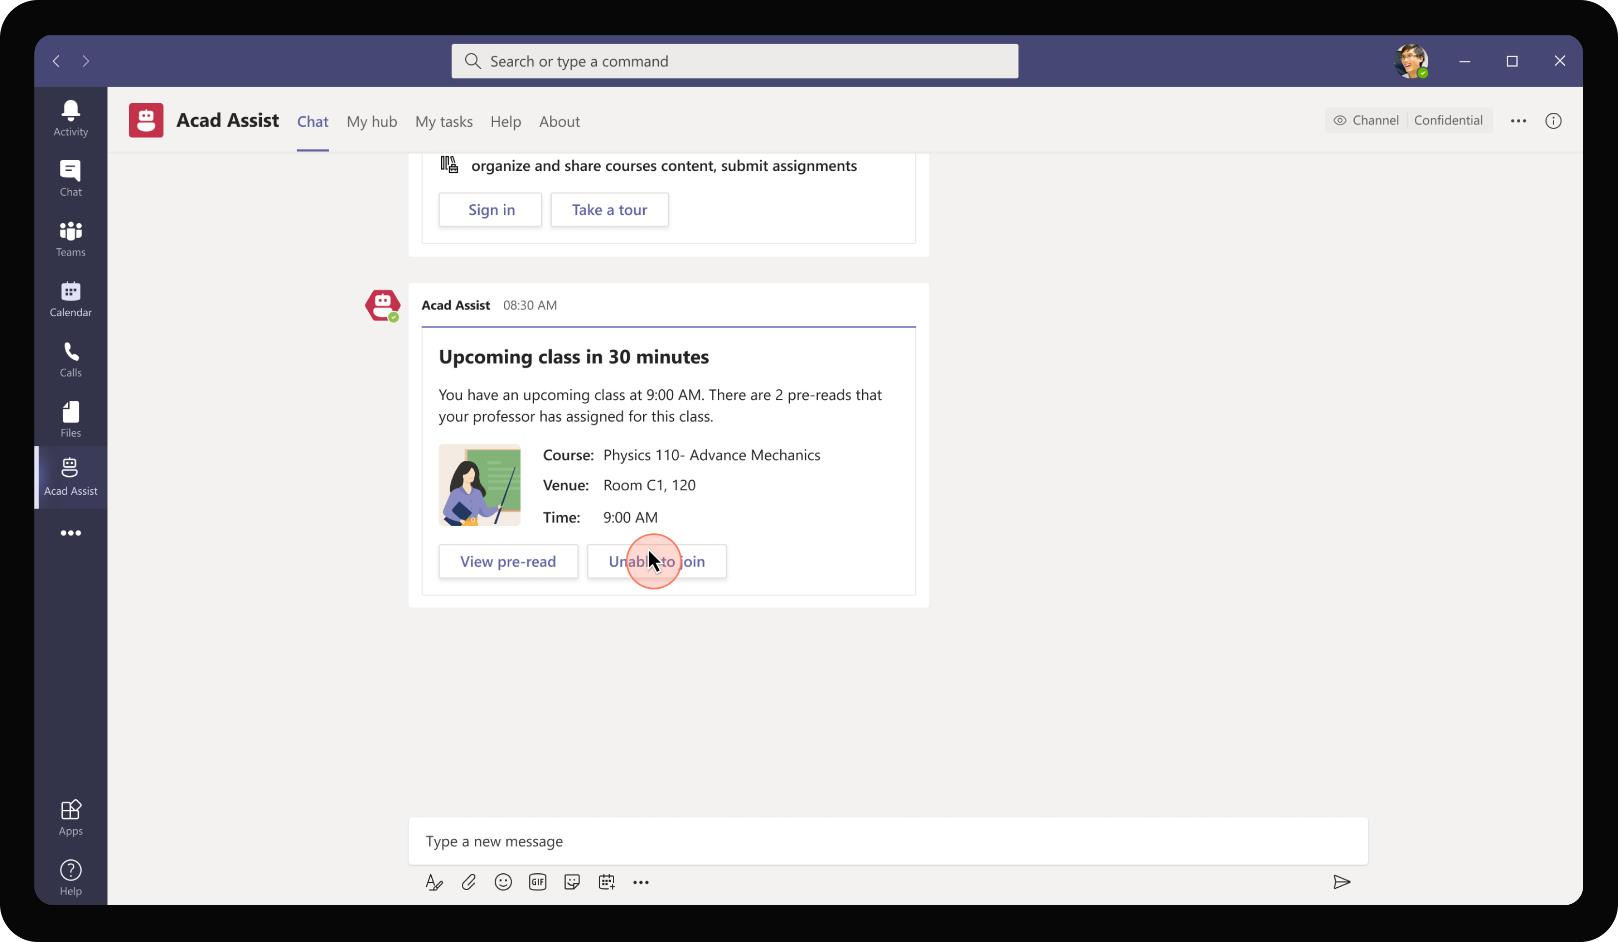 Search or type a command
Activity
Chat
Teams
Calendar
Calls
Files
Acad Assist
Apps
Help
Acad Assist Chat My hub My tasks Help About
Channel Confidential
organize and share courses content, submit assignments
Sign in Take a tour
Acad Assist 08:30 AM
Upcoming class in 30 minutes
You have an upcoming class at 9:00 AM. There are 2 pre-reads that
your professor has assigned for this class.
Course: Physics 110- Advance Mechanics
Venue: Room C1, 120
Time: 9:00 AM
View pre-read Unable to join
Type a new message
GIF